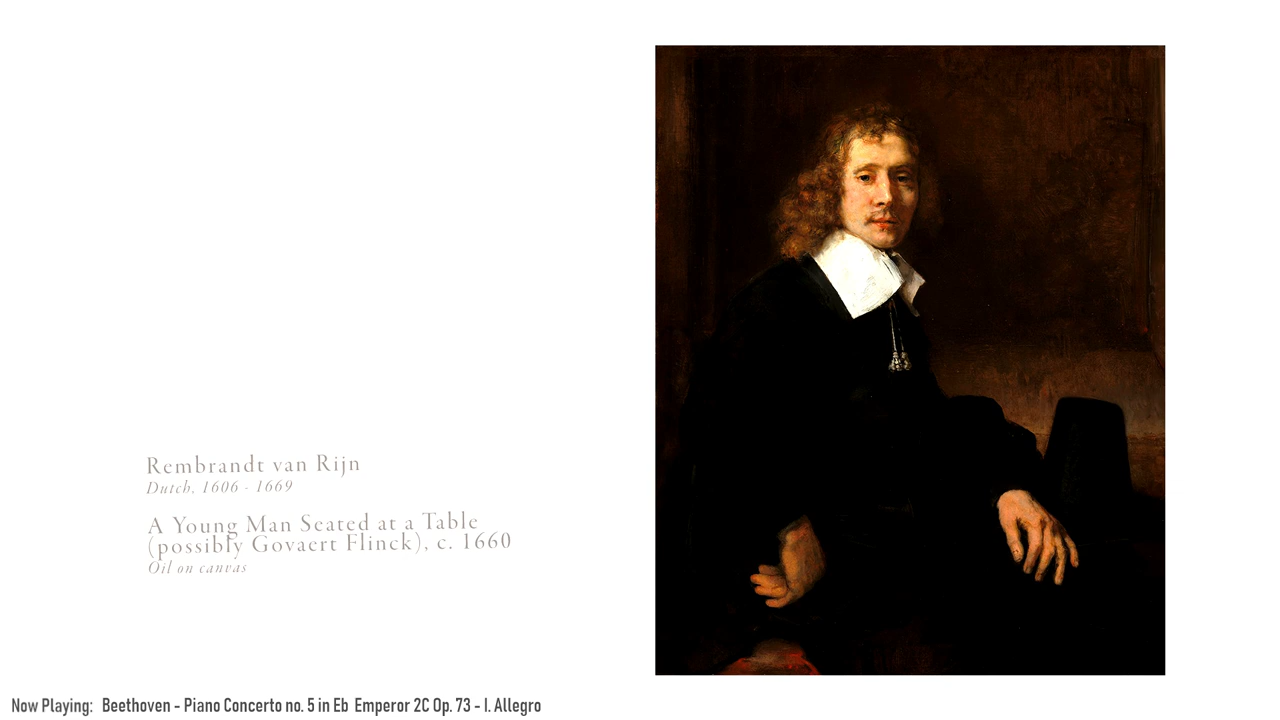 Rembrandt van Rijn
Dutch, 1606 - 1669
A Young Man Seated at a Table
(possibly Govaert Flinck), c. 1660
Oil on canvas
Now Playing: Beethoven - Piano Concerto no. 5 in Eb Emperor 2C Op. 73 - I. Allegro